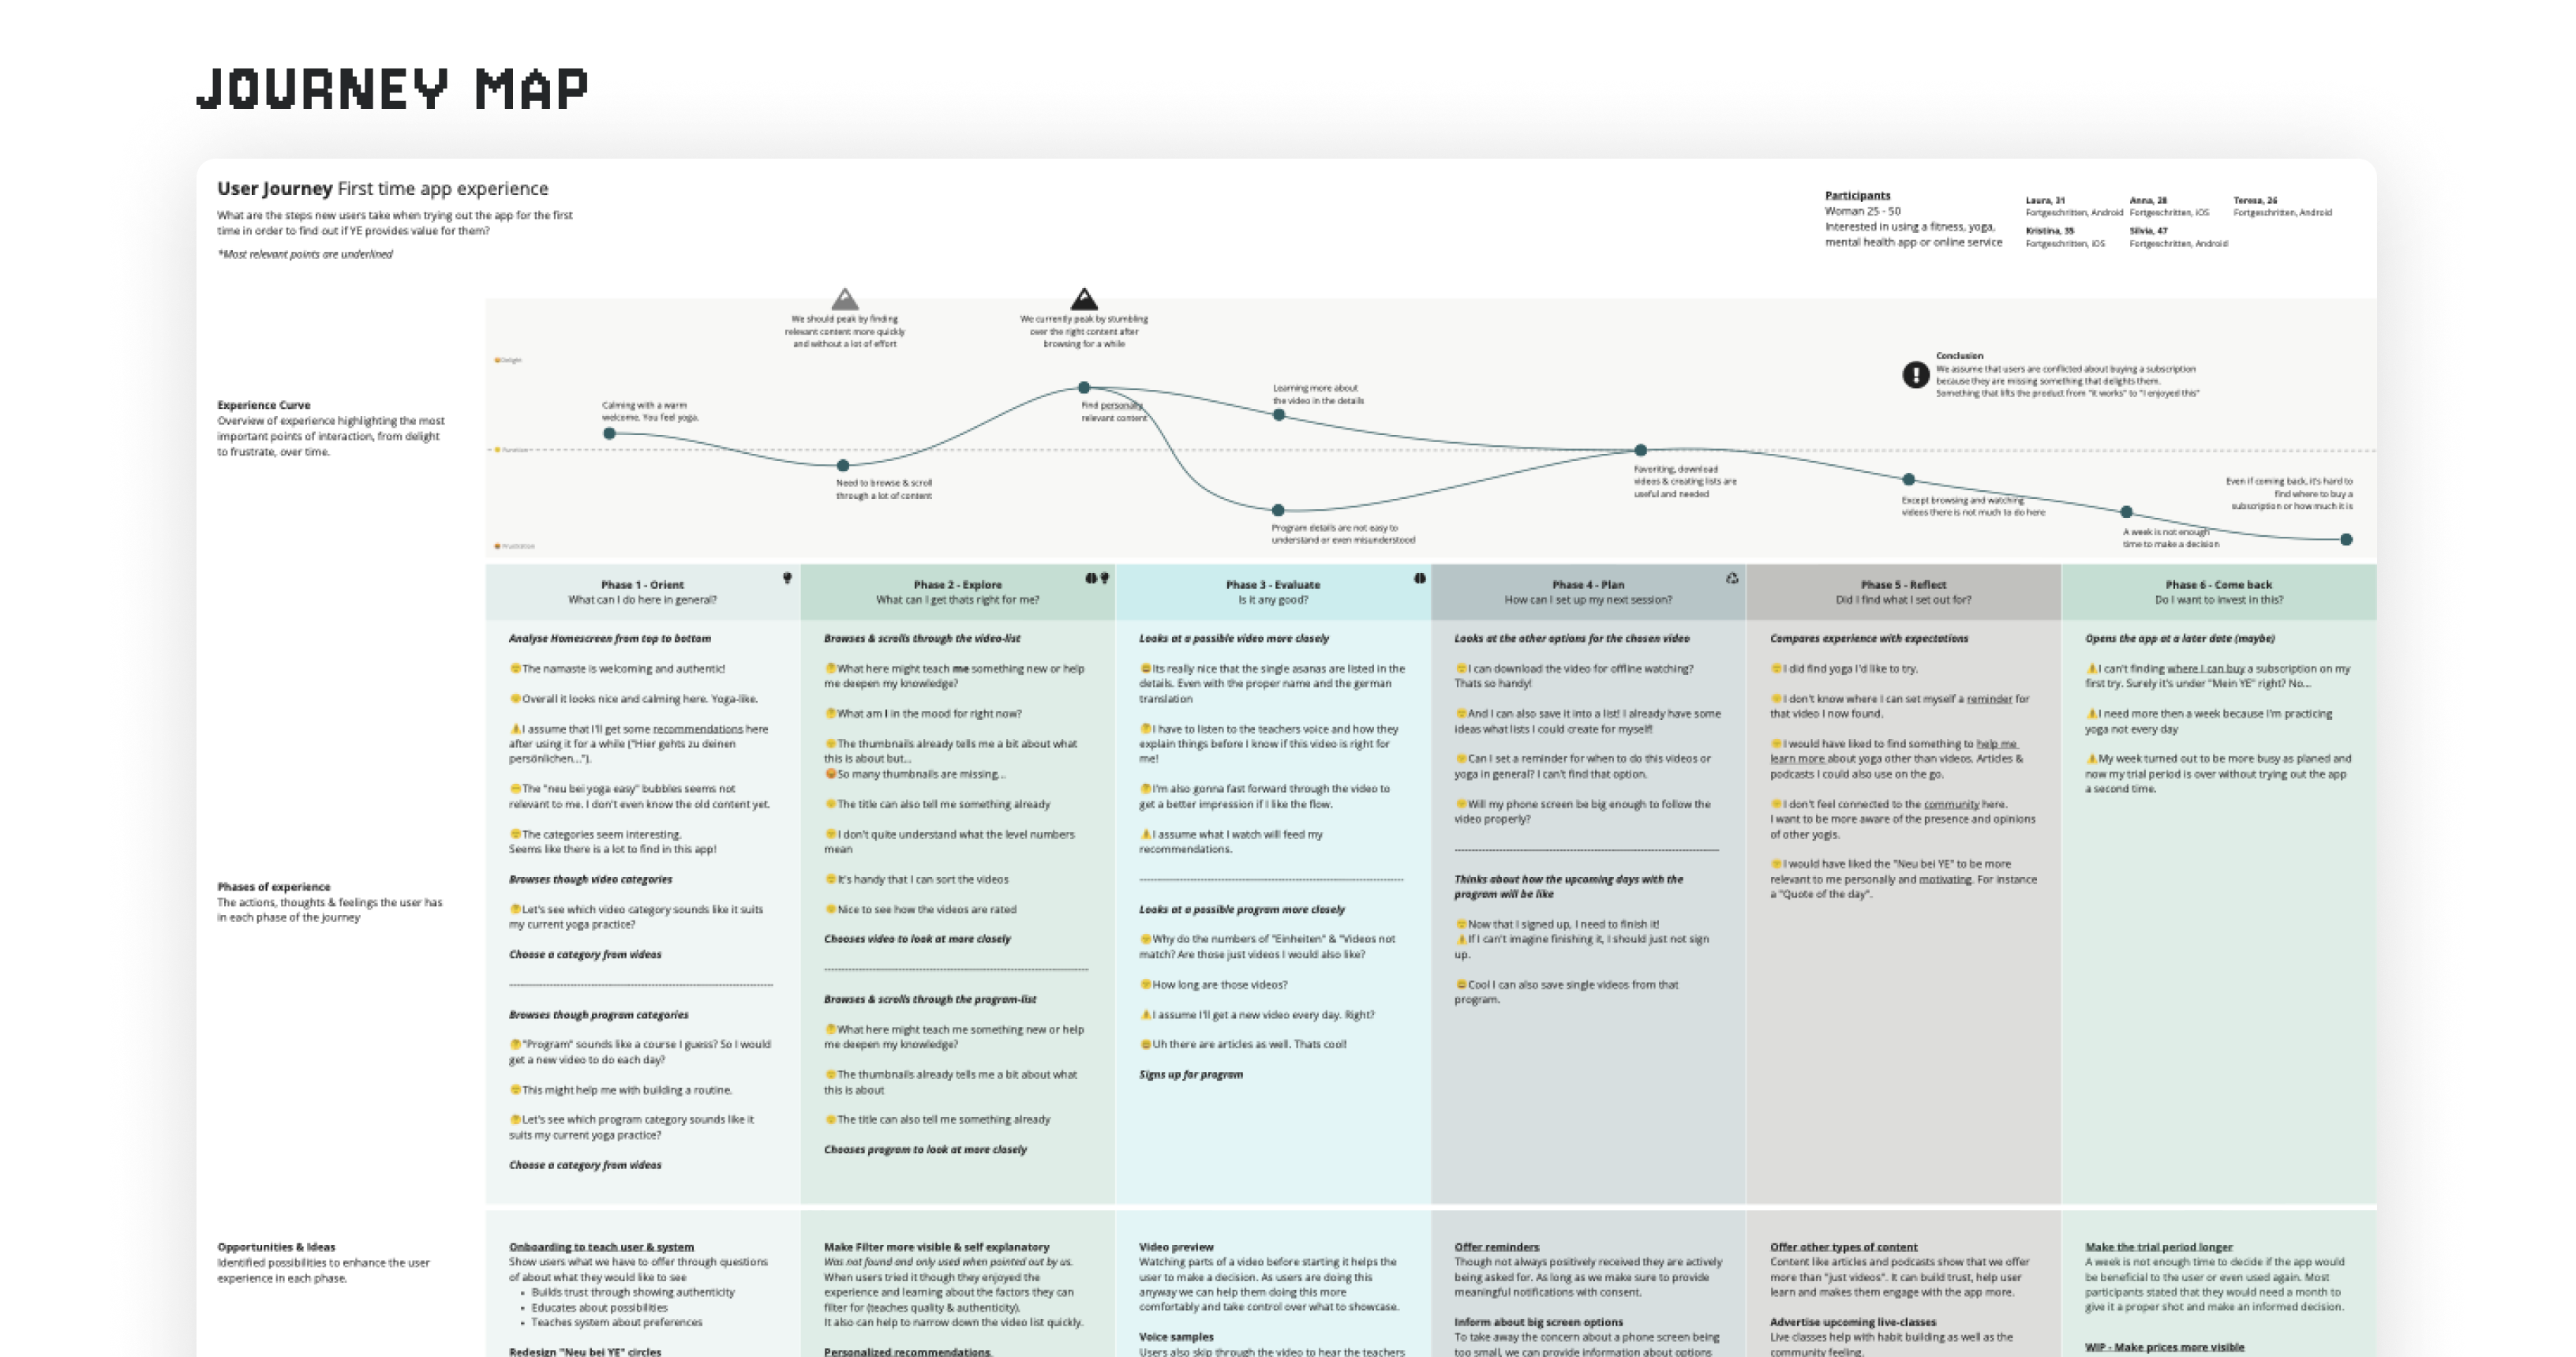 JOURNEY MAP
User Journey First time app experience
What are the steps new users take when trying out the app for the first
time in order to find out if YE provides value for them?
*Most relevant points are underlined
Participants
Woman 25 - 50
Interested in using a fitness, yoga,
mental health app or online service
Laura, 31
Fortgeschritten, Android
Anna, 28
Fortgeschritten, iOS
Teresa, 26
Fortgeschritten, Android
Kristina, 35
Fortgeschritten, iOS
Silvia, 47
Fortgeschritten, Android
Experience Curve
Overview of experience highlighting the most
important points of interaction, from delight
to frustrate, over time.
Delight
Function
Frustration
We should peak by finding
relevant content more quickly
and without a lot of effort
We currently peak by stumbling
over the right content after
browsing for a while
Calming with a warm
welcome. You feel yoga.
Need to browse & scroll
through a lot of content
Find personally
relevant content
Learning more about
the video in the details
Program details are not easy to
understand or even misunderstood
Favoriting, download
videos & creating lists are
useful and needed
Conclusion
We assume that users are conflicted about buying a subscription
because they are missing something that delights them.
Something that lifts the product from "it works" to "I enjoyed this"
Except browsing and watching
videos there is not much to do here
A week is not enough
time to make a decision
Even if coming back, it's hard to
find where to buy a
subscription or how much it is
Phases of experience
The actions, thoughts & feelings the user has
in each phase of the journey
Phase 1 - Orient
What can I do here in general?
Analyse Homescreen from top to bottom
The namaste is welcoming and authentic!
Overall it looks nice and calming here. Yoga-like.
I assume that I'll get some recommendations here
after using it for a while ("Hier gehts zu deinen
persönlichen...").
The "neu bei yoga easy" bubbles seems not
relevant to me. I don't even know the old content yet.
The categories seem interesting.
Seems like there is a lot to find in this app!
Browses though video categories
Let's see which video category sounds like it suits
my current yoga practice?
Choose a category from videos
Browses though program categories
"Program" sounds like a course I guess? So I would
get a new video to do each day?
This might help me with building a routine.
Let's see which program category sounds like it
suits my current yoga practice?
Choose a category from videos
Phase 2 - Explore
What can I get thats right for me?
Browses & scrolls through the video-list
What here might teach me something new or help
me deepen my knowledge?
What am I in the mood for right now?
The thumbnails already tells me a bit about what
this is about but...
So many thumbnails are missing...
The title can also tell me something already
I don't quite understand what the level numbers
mean
It's handy that I can sort the videos
Nice to see how the videos are rated
Chooses video to look at more closely
Browses & scrolls through the program-list
What here might teach me something new or help
me deepen my knowledge?
The thumbnails already tells me a bit about what
this is about
The title can also tell me something already
Chooses program to look at more closely
Phase 3 - Evaluate
Is it any good?
Looks at a possible video more closely
Its really nice that the single asanas are listed in the
details. Even with the proper name and the german
translation
I have to listen to the teachers voice and how they
explain things before I know if this video is right for
me!
I'm also gonna fast forward through the video to
get a better impression if I like the flow.
I assume what I watch will feed my
recommendations.
Looks at a possible program more closely
Why do the numbers of "Einheiten" & "Videos not
match? Are those just videos I would also like?
How long are those videos?
I assume I'll get a new video every day. Right?
Uh there are articles as well. Thats cool!
Signs up for program
Phase 4 - Plan
How can I set up my next session?
Looks at the other options for the chosen video
I can download the video for offline watching?
Thats so handy!
And I can also save it into a list! I already have some
ideas what lists I could create for myself!
Can I set a reminder for when to do this videos or
yoga in general? I can't find that option.
Will my phone screen be big enough to follow the
video properly?
Thinks about how the upcoming days with the
program will be like
Now that I signed up, I need to finish it!
If I can't imagine finishing it, I should just not sign
up.
Cool I can also save single videos from that
program.
Phase 5 - Reflect
Did I find what I set out for?
Compares experience with expectations
I did find yoga I'd like to try.
I don't know where I can set myself a reminder for
that video I now found.
I would have liked to find something to help me
learn more about yoga other than videos. Articles &
podcasts I could also use on the go.
I don't feel connected to the community here.
I want to be more aware of the presence and opinions
of other yogis.
I would have liked the "Neu bei YE" to be more
relevant to me personally and motivating. For instance
a "Quote of the day".
Phase 6 - Come back
Do I want to invest in this?
Opens the app at a later date (maybe)
I can't finding where I can buy a subscription on my
first try. Surely it's under "Mein YE" right? No...
I need more then a week because I'm practicing
yoga not every day
My week turned out to be more busy as planed and
now my trial period is over without trying out the app
a second time.
Opportunities & Ideas
Identified possibilities to enhance the user
experience in each phase.
Onboarding to teach user & system
Show users what we have to offer through questions
of about what they would like to see
• Builds trust through showing authenticity
• Educates about possibilities
• Teaches system about preferences
Redesign "Neu bei YE" circles
Make Filter more visible & self explanatory
Was not found and only used when pointed out by us.
When users tried it though they enjoyed the
experience and learning about the factors they can
filter for (teaches quality & authenticity).
It also can help to narrow down the video list quickly.
Personalized recommendations
Video preview
Watching parts of a video before starting it helps the
user to make a decision. As users are doing this
anyway we can help them doing this more
comfortably and take control over what to showcase.
Voice samples
Users also skip through the video to hear the teachers
Offer reminders
Though not always positively received they are actively
being asked for. As long as we make sure to provide
meaningful notifications with consent.
Inform about big screen options
To take away the concern about a phone screen being
too small, we can provide information about options
Offer other types of content
Content like articles and podcasts show that we offer
more than "just videos". It can build trust, help user
learn and makes them engage with the app more.
Advertise upcoming live-classes
Live classes help with habit building as well as the
community feeling.
Make the trial period longer
A week is not enough time to decide if the app would
be beneficial to the user or even used again. Most
participants stated that they would need a month to
give it a proper shot and make an informed decision.
WIP - Make prices more visible